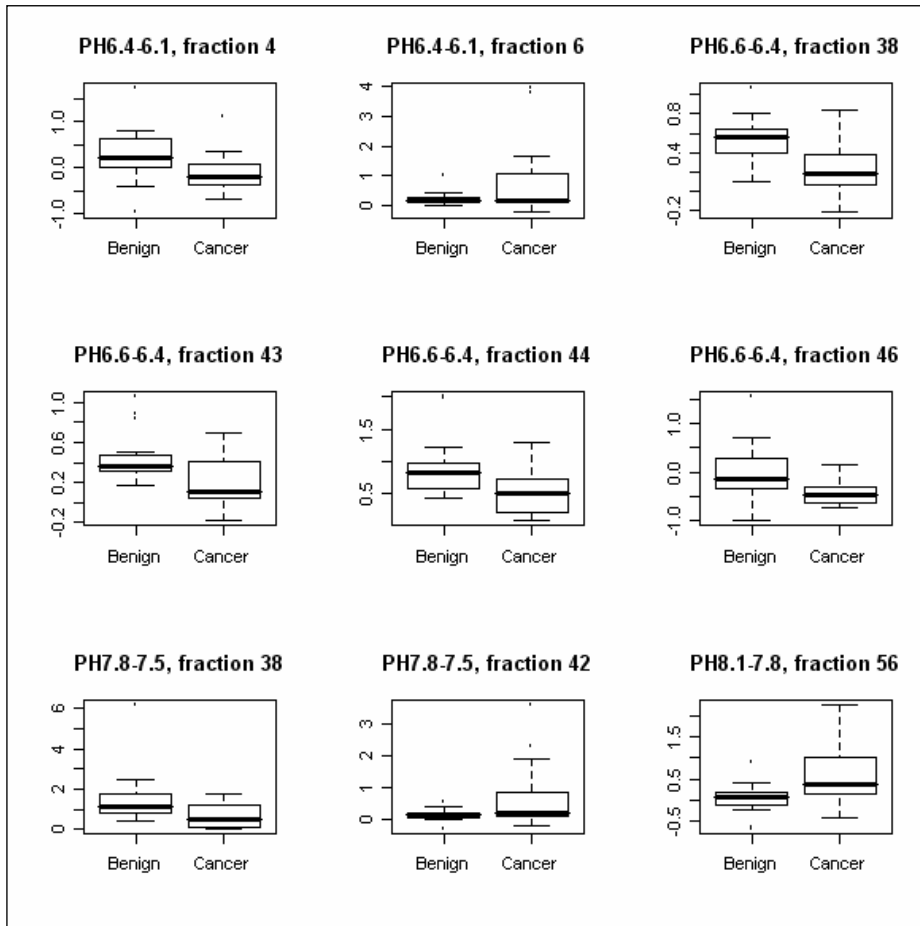 PH6.4-6.1, fraction 4
1.0
0.0
-1.0
Benign Cancer
PH6.4-6.1, fraction 6
4
3
2
1
0
Benign Cancer
PH6.6-6.4, fraction 38
0.8
0.4
-0.2
Benign Cancer
PH6.6-6.4, fraction 43
1.0
0.6
0.2
-0.2
Benign Cancer
PH6.6-6.4, fraction 44
1.5
0.5
Benign Cancer
PH6.6-6.4, fraction 46
1.0
0.0
-1.0
Benign Cancer
PH7.8-7.5, fraction 38
6
4
2
0
Benign Cancer
PH7.8-7.5, fraction 42
3
2
1
0
Benign Cancer
PH8.1-7.8, fraction 56
1.5
0.5
-0.5
Benign Cancer